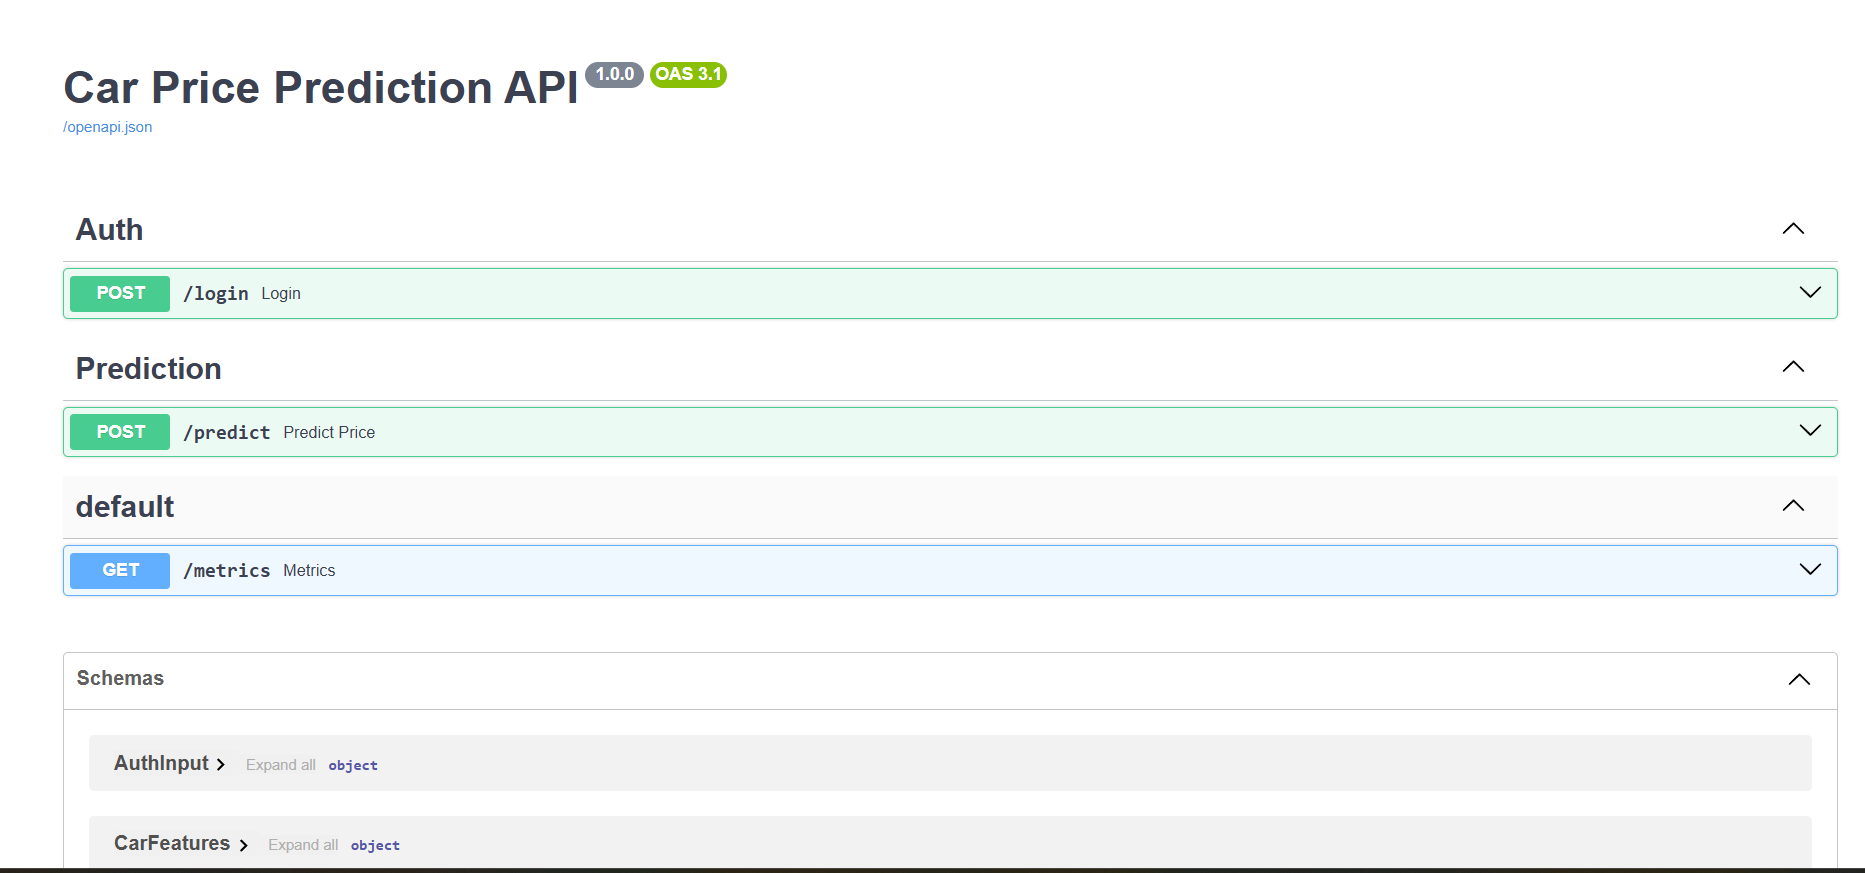 Car Price Prediction API 1.0.0 OAS 3.1
/openapi.json
Auth
POST /login Login
Prediction
POST /predict Predict Price
default
GET /metrics Metrics
Schemas
AuthInput Expand all object
CarFeatures Expand all object